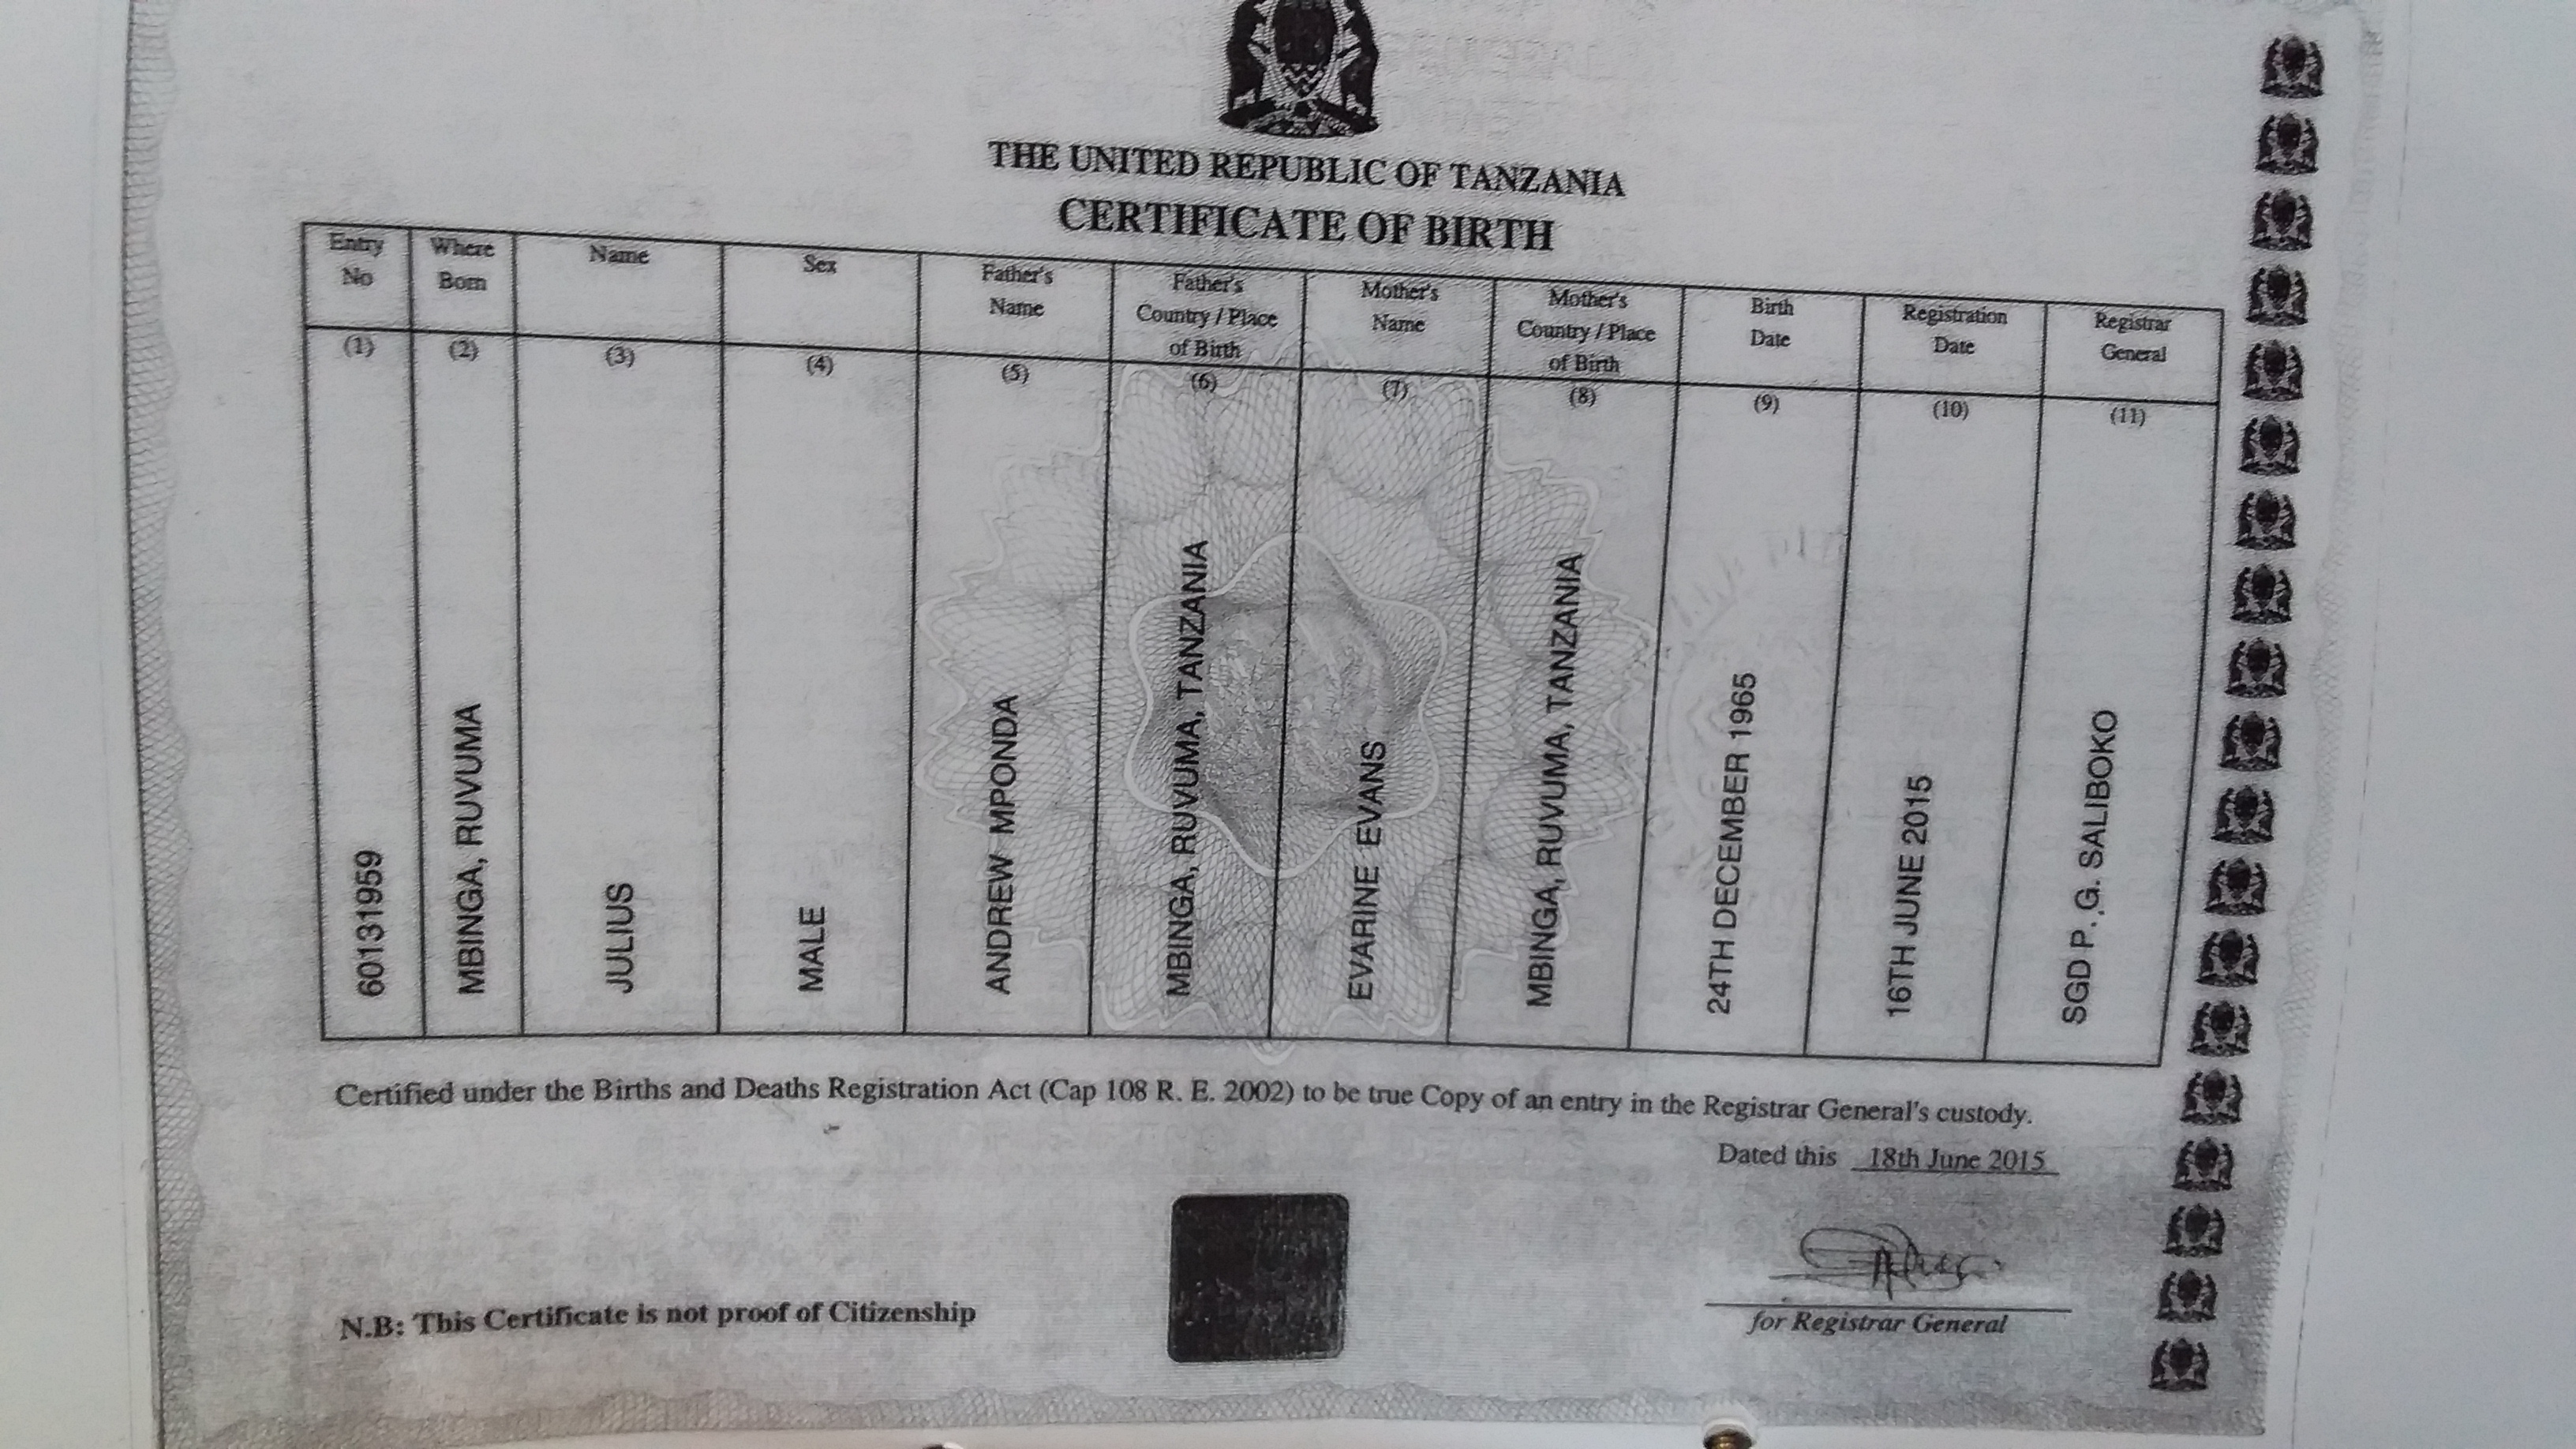 THE UNITED REPUBLIC OF TANZANIA
CERTIFICATE OF BIRTH
Entry No
Where Born
Name
Sex
Father's Name
Father's Country / Place of Birth
Mother's Name
Mother's Country / Place of Birth
Birth Date
Registration Date
Registrar General
(1) (2) (3) (4) (5) (6) (7) (8) (9) (10) (11)
60131959
MBINGA, RUVUMA
JULIUS
MALE
ANDREW MPONDA
MBINGA, RUVUMA, TANZANIA
EVARINE EVANS
MBINGA, RUVUMA, TANZANIA
24TH DECEMBER 1965
16TH JUNE 2015
SGD P. G. SALIBOKO
Certified under the Births and Deaths Registration Act (Cap 108 R. E. 2002) to be true Copy of an entry in the Registrar General's custody.
Dated this 18th June 2015
for Registrar General
N.B: This Certificate is not proof of Citizenship